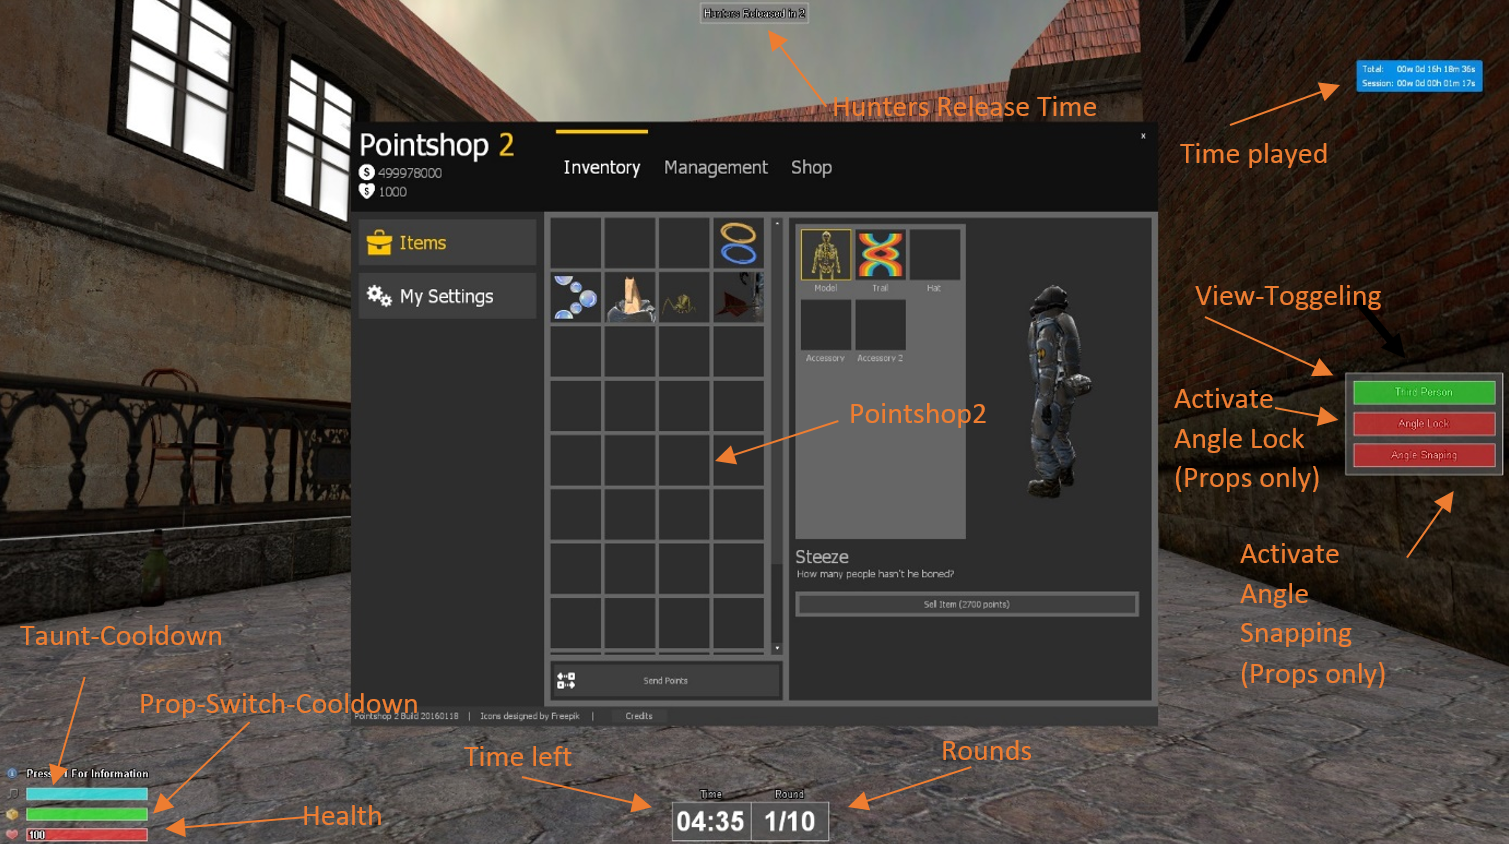 Hunters Released in 2
Hunters Release Time
Total: 00w 0d 16h 18m 36s
Session: 00w 0d 00h 01m 17s
Time played
Pointshop 2
499978000
1000
Inventory
Management
Shop
x
Items
My Settings
Model
Trail
Hat
Accessory
Accessory 2
Pointshop2
Steeze
How many people hasn't he boned?
Sell Item (2700 points)
Send Points
Pointshop 2 Build 20160118 | Icons designed by Freepik | Credits
View-Toggeling
Third Person
Angle Lock
Angle Snaping
Activate
Angle Lock
(Props only)
Activate
Angle
Snapping
(Props only)
Taunt-Cooldown
Prop-Switch-Cooldown
Health
For Information
100
Time left
Rounds
Time
Round
04:35
1/10